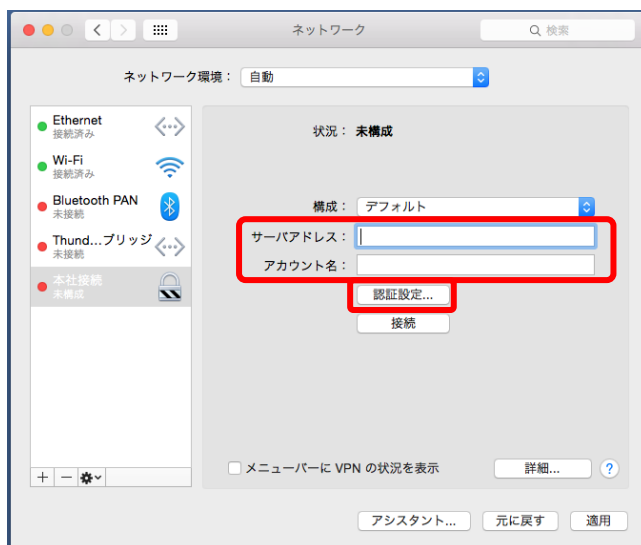 ネットワーク
検索
ネットワーク環境： 自動
Ethernet
接続済み
Wi-Fi
接続済み
Bluetooth PAN
未接続
Thund...ブリッジ
未接続
本社接続
未構成
状況： 未構成
構成： デフォルト
サーバアドレス：
アカウント名：
認証設定...
接続
メニューバーに VPN の状況を表示
詳細...
?
アシスタント...
元に戻す
適用